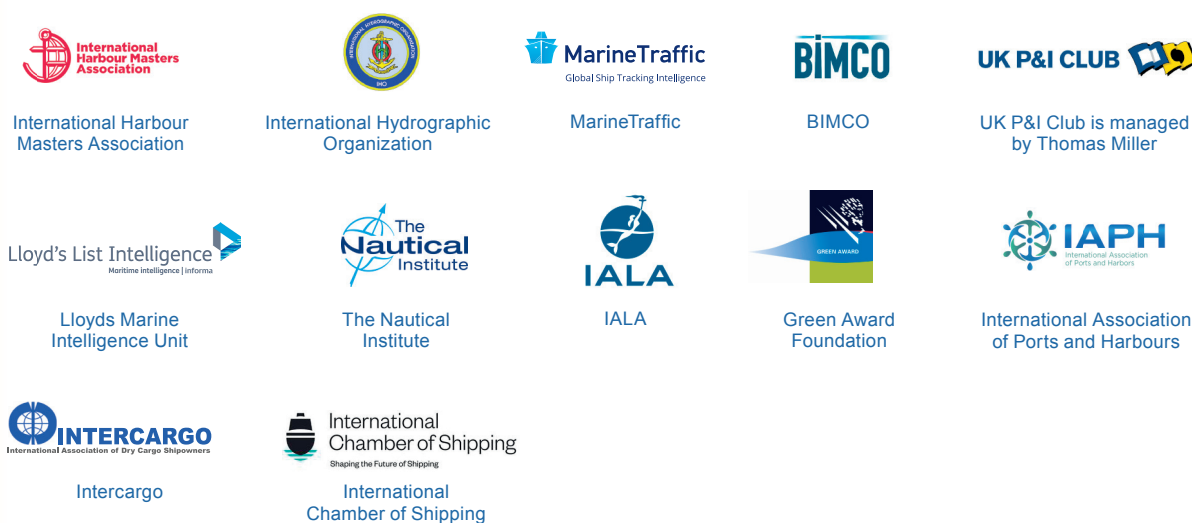 International
Harbour Masters
Association
INTERNATIONAL HYDROGRAPHIC ORGANIZATION
IHO
MarineTraffic
Global Ship Tracking Intelligence
BIMCO
UK P&I CLUB
International Harbour
Masters Association
International Hydrographic
Organization
MarineTraffic
BIMCO
UK P&I Club is managed
by Thomas Miller
Lloyd's List Intelligence
Maritime intelligence | informa
The
Nautical
Institute
IALA
GREEN AWARD
IAPH
International Association
of Ports and Harbors
Lloyds Marine
Intelligence Unit
The Nautical
Institute
IALA
Green Award
Foundation
International Association
of Ports and Harbours
INTERCARGO
International Association of Dry Cargo Shipowners
International
Chamber of Shipping
Shaping the Future of Shipping
Intercargo
International
Chamber of Shipping